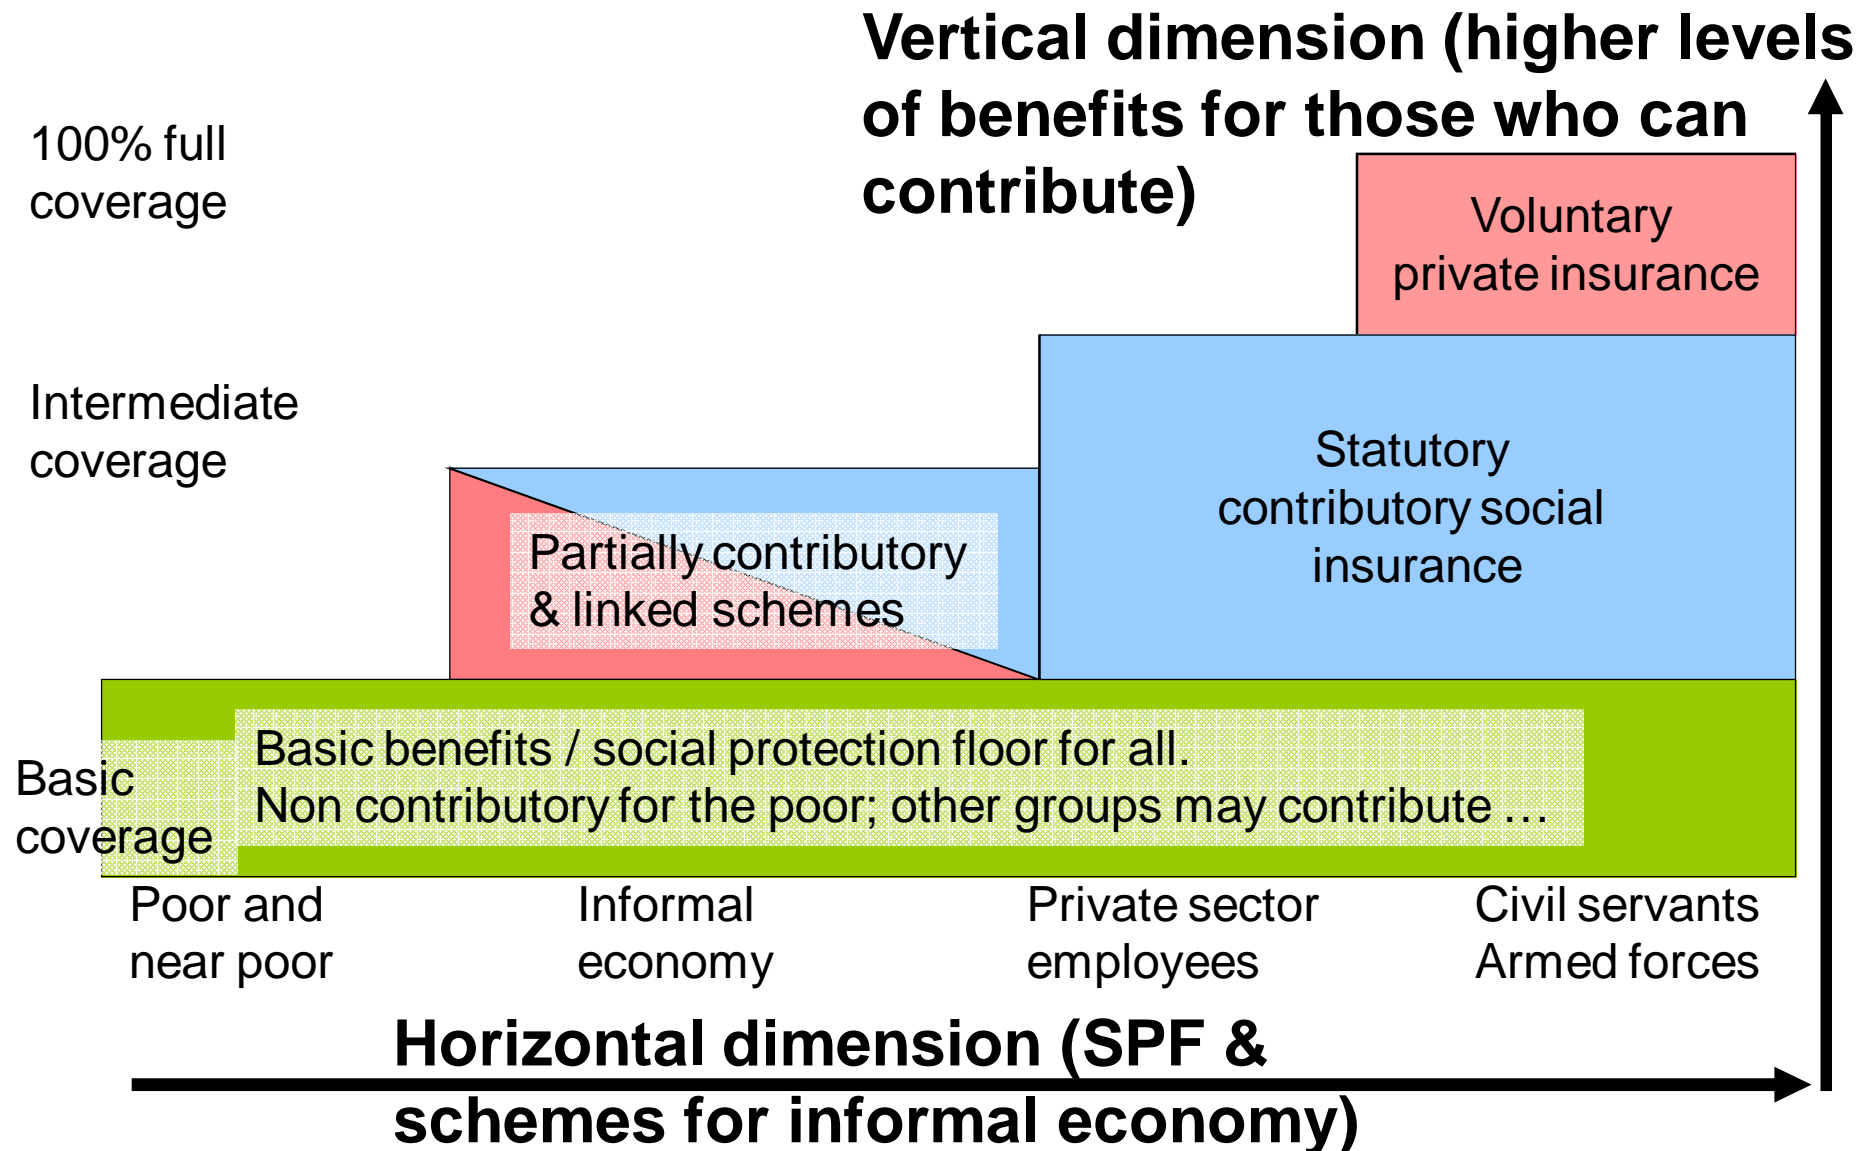 Vertical dimension (higher levels
of benefits for those who can
contribute)
100% full
coverage
Voluntary
private insurance
Intermediate
coverage
Statutory
contributory social
insurance
Partially contributory
& linked schemes
Basic benefits / social protection floor for all.
Non contributory for the poor; other groups may contribute …
Basic
coverage
Poor and
near poor
Informal
economy
Private sector
employees
Civil servants
Armed forces
Horizontal dimension (SPF &
schemes for informal economy)